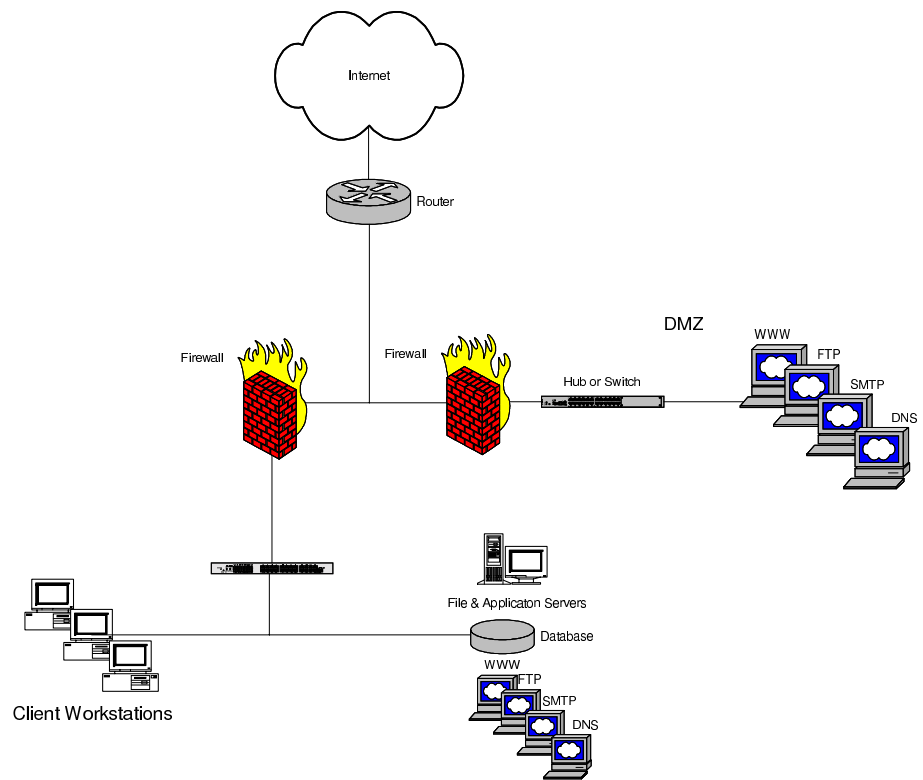 Internet
Router
DMZ
WWW
Firewall
Firewall
FTP
Hub or Switch
SMTP
DNS
File & Applicaton Servers
Database
WWW
FTP
SMTP
Client Workstations
DNS